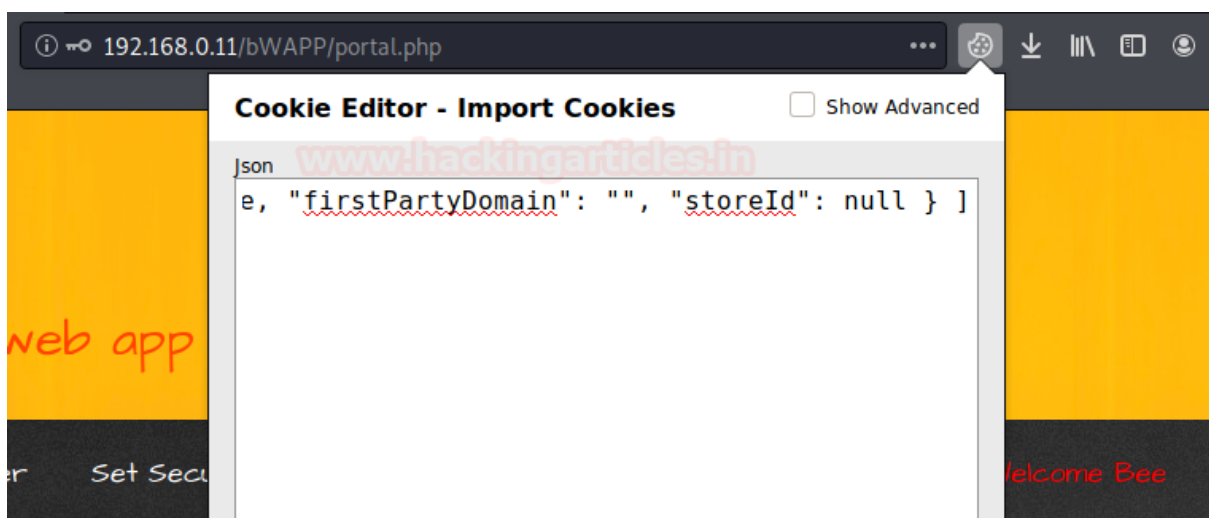 192.168.0.11/bWAPP/portal.php
Cookie Editor - Import Cookies
Show Advanced
Json
www.hackingarticles.in
e, "firstPartyDomain": "", "storeId": null } ]
web app
er Set Secu
Welcome Bee